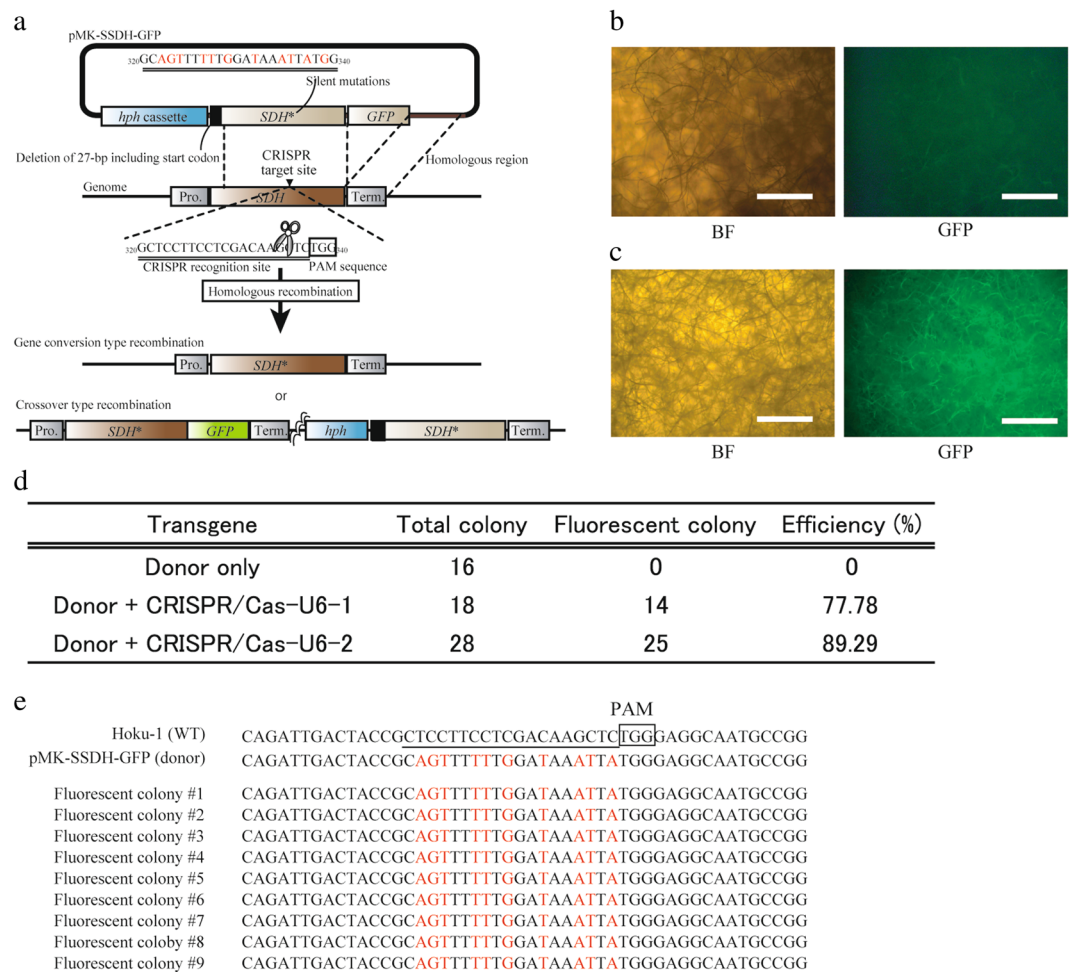 a
pMK-SSDH-GFP
320GCAGTTTTTTGGATAAATTATGG340
Silent mutations
hph cassette SDH* GFP
Deletion of 27-bp including start codon
CRISPR
target site
Homologous region
Genome
Pro. SDH Term.
320GCTCCTTCCTCGACAAGCTCTGG340
CRISPR recognition site PAM sequence
Homologous recombination
Gene conversion type recombination
Pro. SDH* Term.
or
Crossover type recombination
Pro. SDH* GFP Term. hph SDH* Term.
b
BF GFP
c
BF GFP
d
Transgene Total colony Fluorescent colony Efficiency (%)
Donor only 16 0 0
Donor + CRISPR/Cas-U6-1 18 14 77.78
Donor + CRISPR/Cas-U6-2 28 25 89.29
e
PAM
Hoku-1 (WT) CAGATTGACTACCGCTCCTTCCTCGACAAGCTCTGGGAGGCAATGCCGG
pMK-SSDH-GFP (donor) CAGATTGACTACCGCAGTTTTTTGGATAAATTATGGGAGGCAATGCCGG
Fluorescent colony #1 CAGATTGACTACCGCAGTTTTTTGGATAAATTATGGGAGGCAATGCCGG
Fluorescent colony #2 CAGATTGACTACCGCAGTTTTTTGGATAAATTATGGGAGGCAATGCCGG
Fluorescent colony #3 CAGATTGACTACCGCAGTTTTTTGGATAAATTATGGGAGGCAATGCCGG
Fluorescent colony #4 CAGATTGACTACCGCAGTTTTTTGGATAAATTATGGGAGGCAATGCCGG
Fluorescent colony #5 CAGATTGACTACCGCAGTTTTTTGGATAAATTATGGGAGGCAATGCCGG
Fluorescent colony #6 CAGATTGACTACCGCAGTTTTTTGGATAAATTATGGGAGGCAATGCCGG
Fluorescent colony #7 CAGATTGACTACCGCAGTTTTTTGGATAAATTATGGGAGGCAATGCCGG
Fluorescent coloby #8 CAGATTGACTACCGCAGTTTTTTGGATAAATTATGGGAGGCAATGCCGG
Fluorescent colony #9 CAGATTGACTACCGCAGTTTTTTGGATAAATTATGGGAGGCAATGCCGG